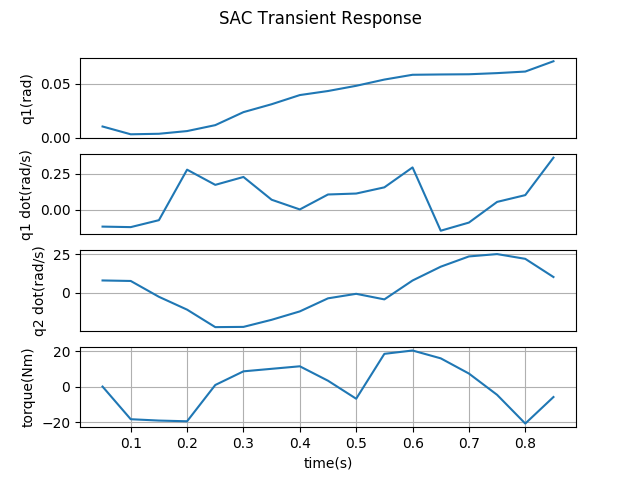 SAC Transient Response
q1(rad)
0.05
0.00
q1 dot(rad/s)
0.25
0.00
q2 dot(rad/s)
25
0
torque(Nm)
20
0
−20
0.1 0.2 0.3 0.4 0.5 0.6 0.7 0.8
time(s)